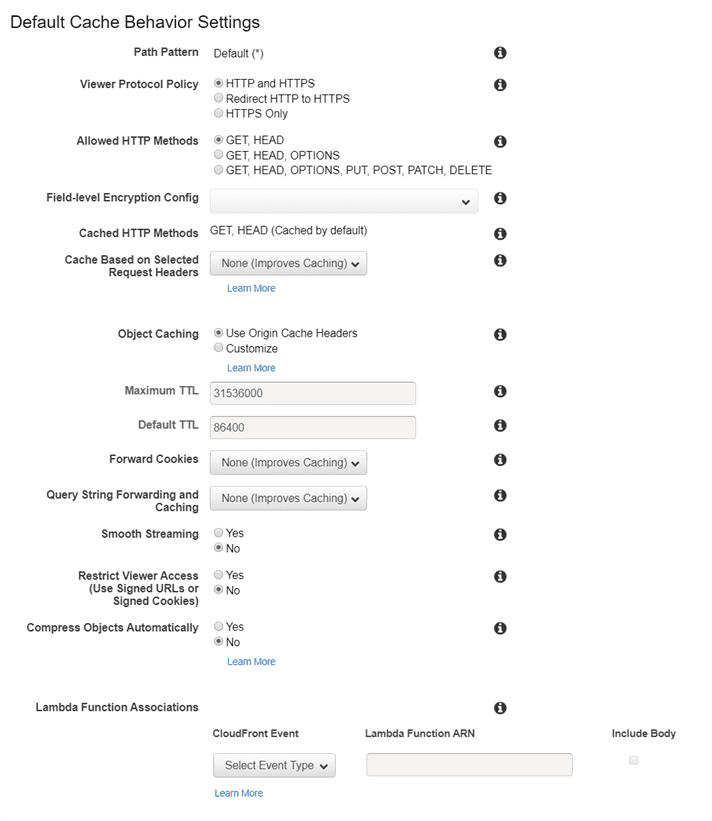 Default Cache Behavior Settings
Path Pattern Default (*)
Viewer Protocol Policy HTTP and HTTPS
Redirect HTTP to HTTPS
HTTPS Only
Allowed HTTP Methods GET, HEAD
GET, HEAD, OPTIONS
GET, HEAD, OPTIONS, PUT, POST, PATCH, DELETE
Field-level Encryption Config
Cached HTTP Methods GET, HEAD (Cached by default)
Cache Based on Selected
Request Headers
None (Improves Caching)
Learn More
Object Caching Use Origin Cache Headers
Customize
Learn More
Maximum TTL 31536000
Default TTL 86400
Forward Cookies None (Improves Caching)
Query String Forwarding and
Caching
None (Improves Caching)
Smooth Streaming Yes
No
Restrict Viewer Access
(Use Signed URLs or
Signed Cookies)
Yes
No
Compress Objects Automatically Yes
No
Learn More
Lambda Function Associations
CloudFront Event Lambda Function ARN Include Body
Select Event Type
Learn More